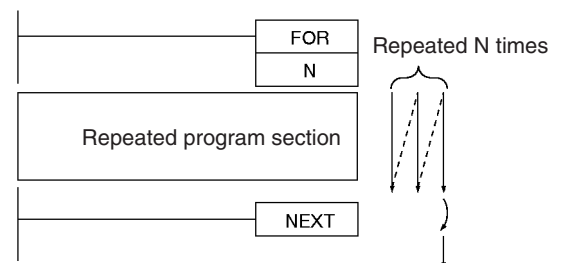 FOR
Repeated N times
N
Repeated program section
NEXT